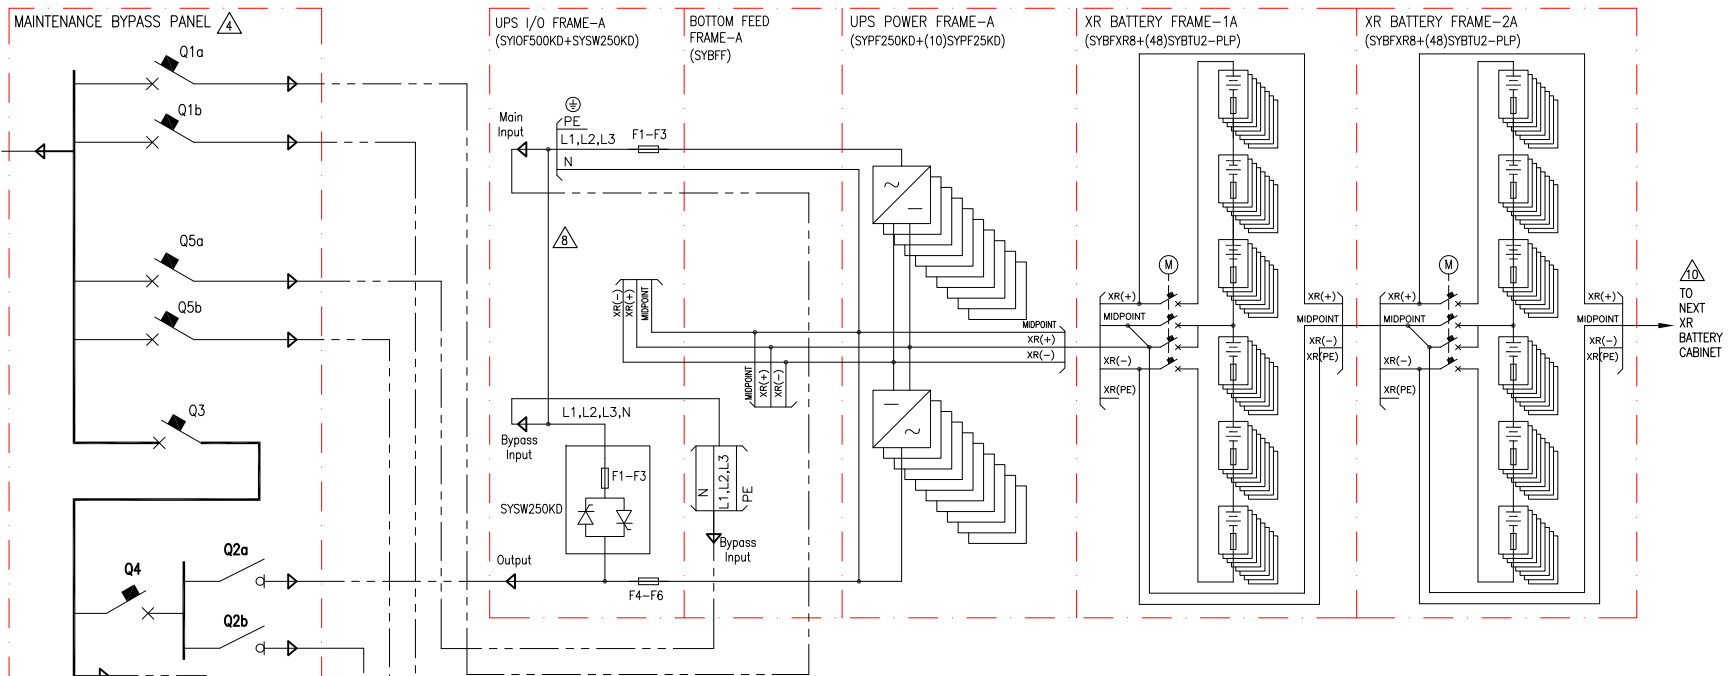 MAINTENANCE BYPASS PANEL 4
Q1a
Q1b
Q5a
Q5b
Q3
Q4
Q2a
Q2b
UPS I/O FRAME-A
(SYIOF500KD+SYSW250KD)
Main
Input
PE
L1,L2,L3
N
F1-F3
8
XR(-)
XR(+)
MIDPOINT
L1,L2,L3,N
Bypass
Input
F1-F3
SYSW250KD
Output
F4-F6
BOTTOM FEED
FRAME-A
(SYBFF)
MIDPOINT
XR(+)
XR(-)
N
L1,L2,L3
PE
Bypass
Input
UPS POWER FRAME-A
(SYPF250KD+(10)SYPF25KD)
MIDPOINT
XR(+)
XR(-)
XR BATTERY FRAME-1A
(SYBFXR8+(48)SYBTU2-PLP)
M
XR(+)
MIDPOINT
XR(-)
XR(PE)
XR(+)
MIDPOINT
XR(-)
XR(PE)
XR BATTERY FRAME-2A
(SYBFXR8+(48)SYBTU2-PLP)
M
XR(+)
MIDPOINT
XR(-)
XR(PE)
XR(+)
MIDPOINT
XR(-)
XR(PE)
10
TO
NEXT
XR
BATTERY
CABINET